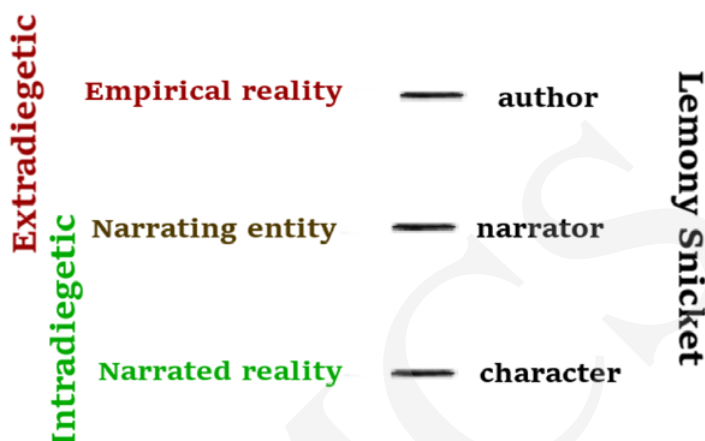 Extradiegetic
Intradiegetic
Empirical reality — author
Narrating entity — narrator
Narrated reality — character
Lemony Snicket